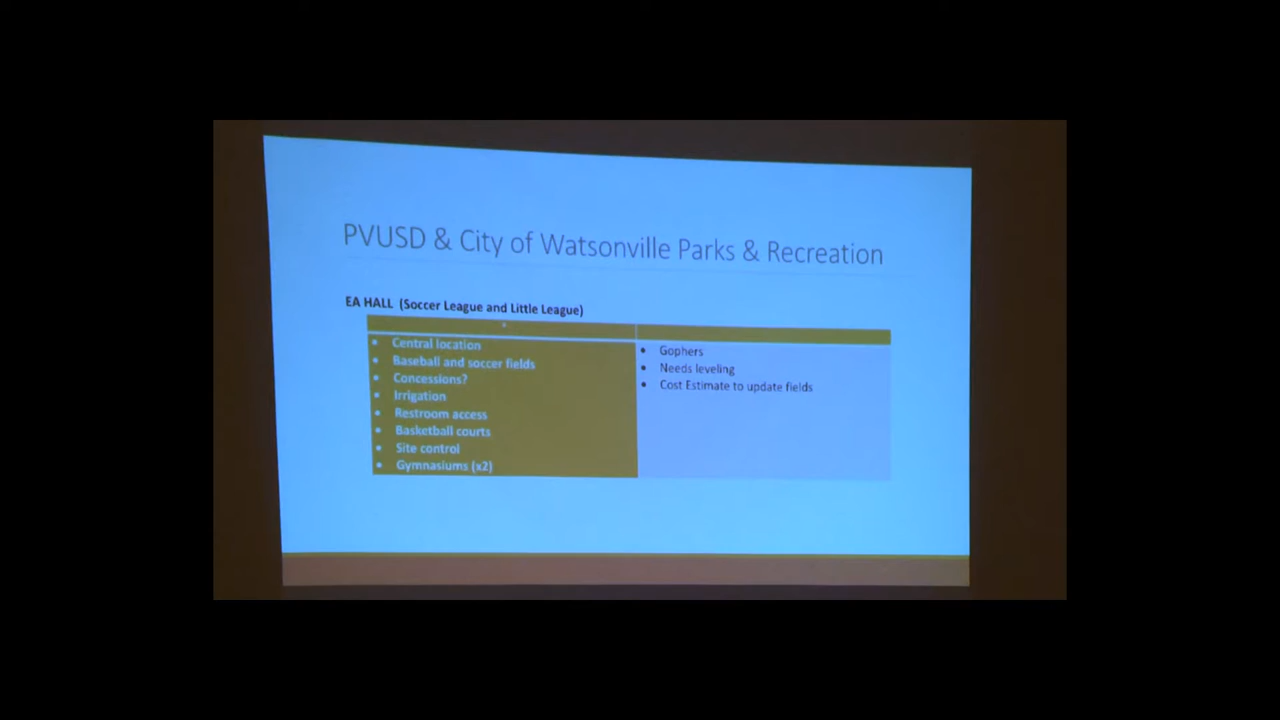 PVUSD & City of Watsonville Parks & Recreation
EA HALL (Soccer League and Little League)
• Central location
• Baseball and soccer fields
• Concessions?
• Irrigation
• Restroom access
• Basketball courts
• Site control
• Gymnasiums (x2)
• Gophers
• Needs leveling
• Cost Estimate to update fields